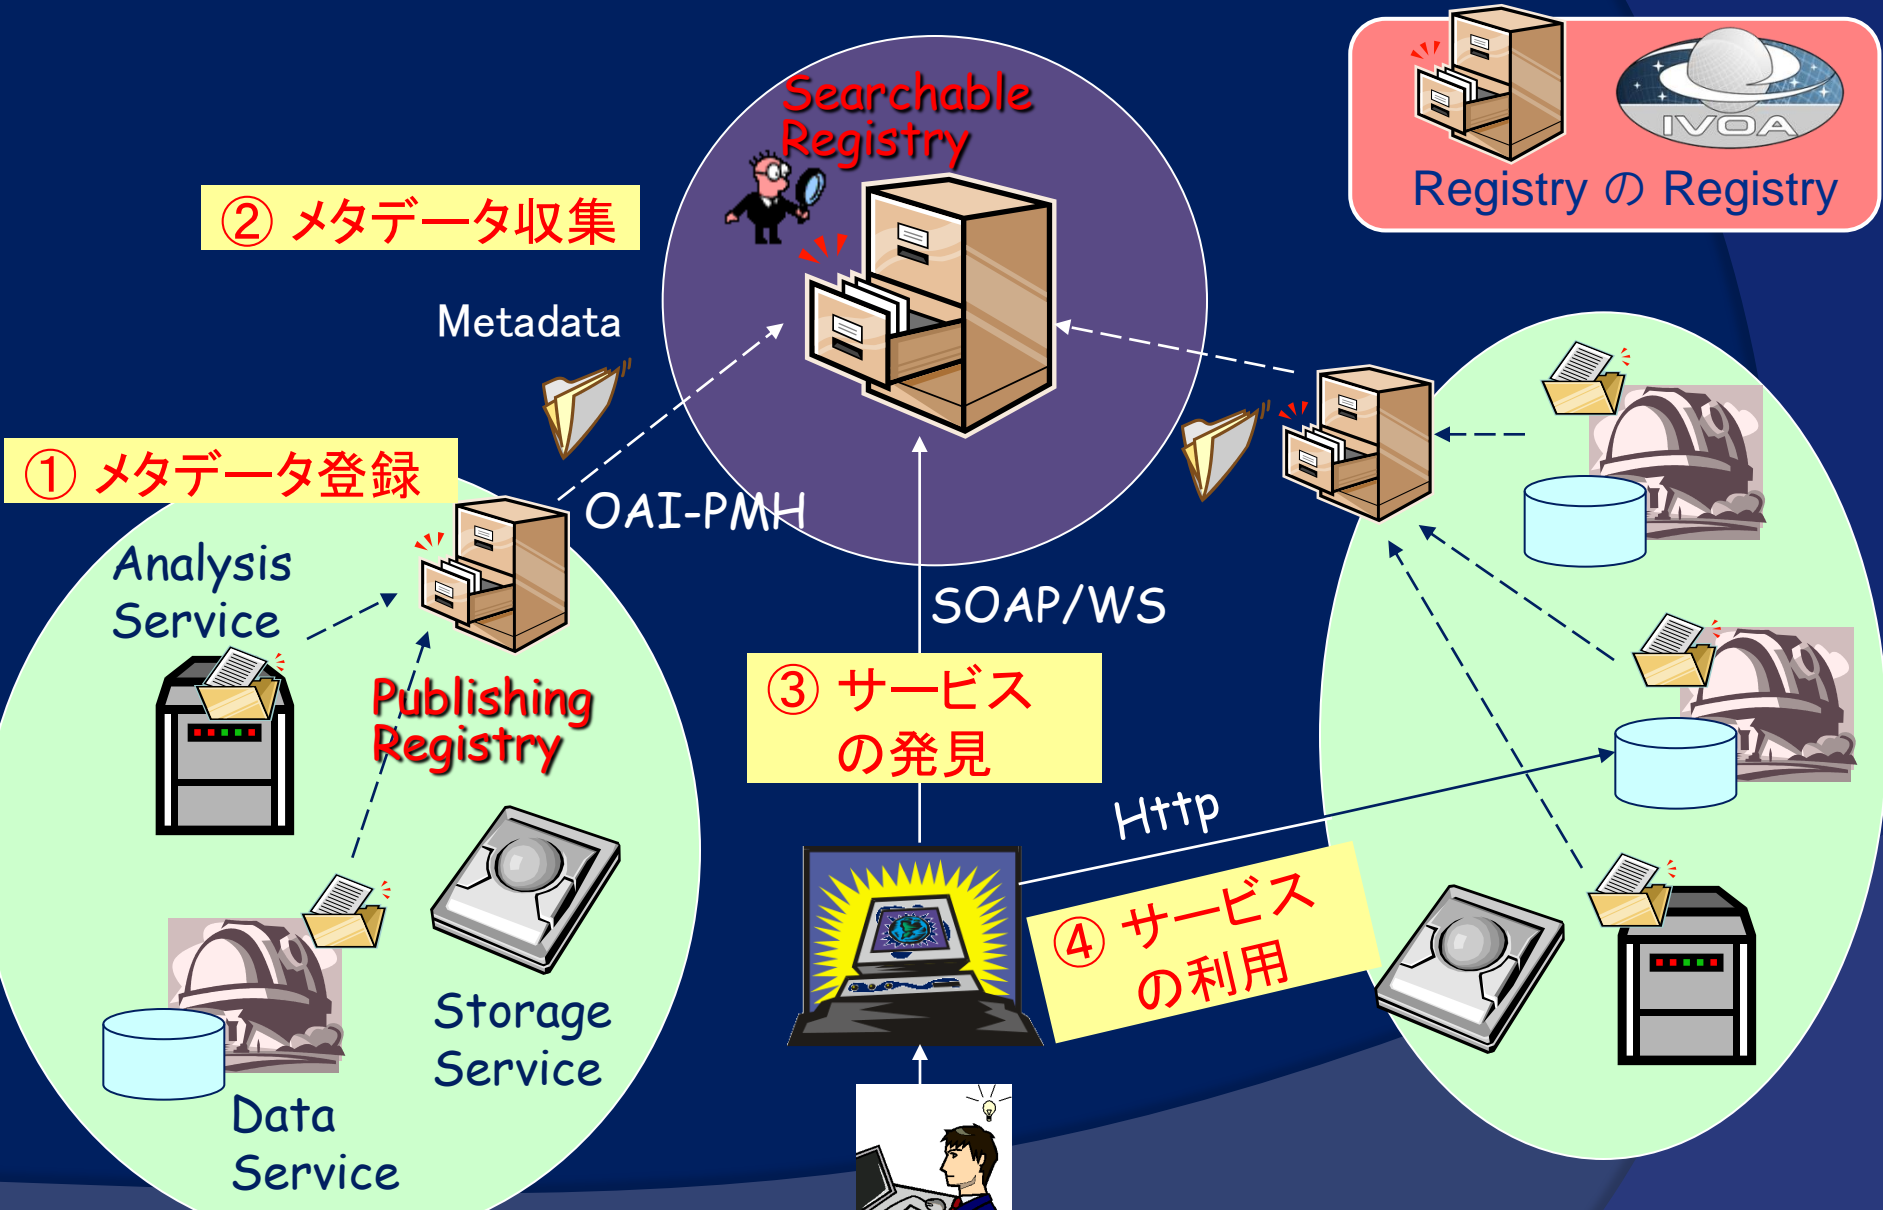 Searchable
Registry
IVOA
Registry の Registry
② メタデータ収集
Metadata
① メタデータ登録
OAI-PMH
Analysis
Service
SOAP/WS
Publishing
Registry
③ サービス
の発見
Http
④ サービス
の利用
Storage
Service
Data
Service